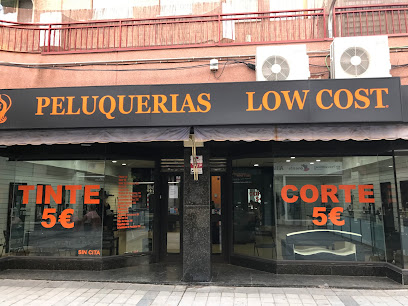 PELUQUERIAS LOW COST
TINTE
5€
SIN CITA
CORTE
5€